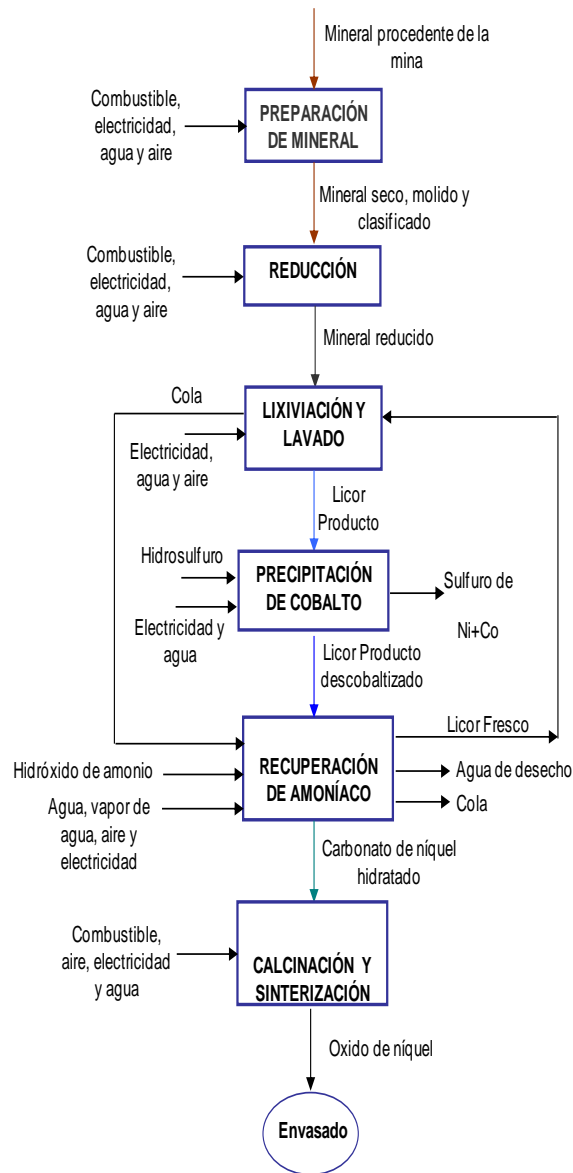 Mineral procedente de la
mina
Combustible,
electricidad,
agua y aire
PREPARACIÓN
DE MINERAL
Mineral seco, molido y
clasificado
Combustible,
electricidad,
agua y aire
REDUCCIÓN
Mineral reducido
Cola
LIXIVIACIÓN Y
LAVADO
Electricidad,
agua y aire
Licor
Producto
Hidrosulfuro
PRECIPITACIÓN
DE COBALTO
Sulfuro de
Ni+Co
Electricidad y
agua
Licor Producto
descobaltizado
Licor Fresco
Hidróxido de amonio
RECUPERACIÓN
DE AMONÍACO
Agua de desecho
Cola
Agua, vapor de
agua, aire y
electricidad
Carbonato de níquel
hidratado
Combustible,
aire, electricidad
y agua
CALCINACIÓN Y
SINTERIZACIÓN
Oxido de níquel
Envasado